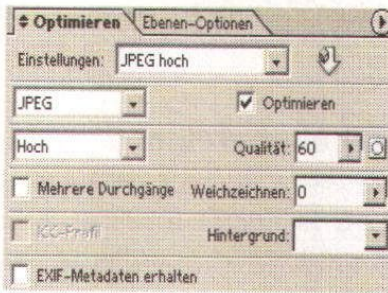 Optimieren Ebenen-Optionen
Einstellungen: JPEG hoch
JPEG Optimieren
Hoch Qualität: 60
Mehrere Durchgänge Weichzeichnen: 0
ICC-Profil Hintergrund:
EXIF-Metadaten erhalten